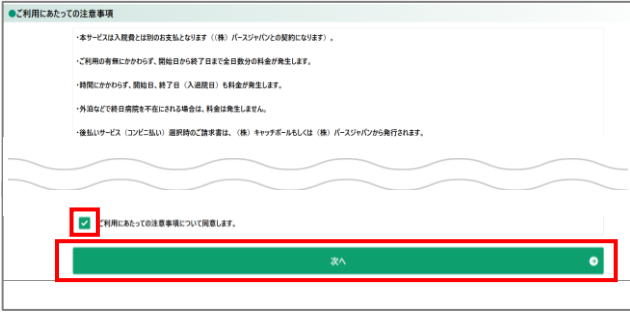 ●ご利用にあたっての注意事項
・本サービスは入院費とは別のお支払となります（（株）パースジャパンとの契約になります）。
・ご利用の有無にかかわらず、開始日から終了日まで全日数分の料金が発生します。
・時間にかかわらず、開始日、終了日（入退院日）も料金が発生します。
・外泊などで終日病院を不在にされる場合は、料金は発生しません。
・後払いサービス（コンビニ払い）選択時のご請求書は、（株）キャッチボールもしくは（株）パースジャパンから発行されます。
ご利用にあたっての注意事項について同意します。
次へ